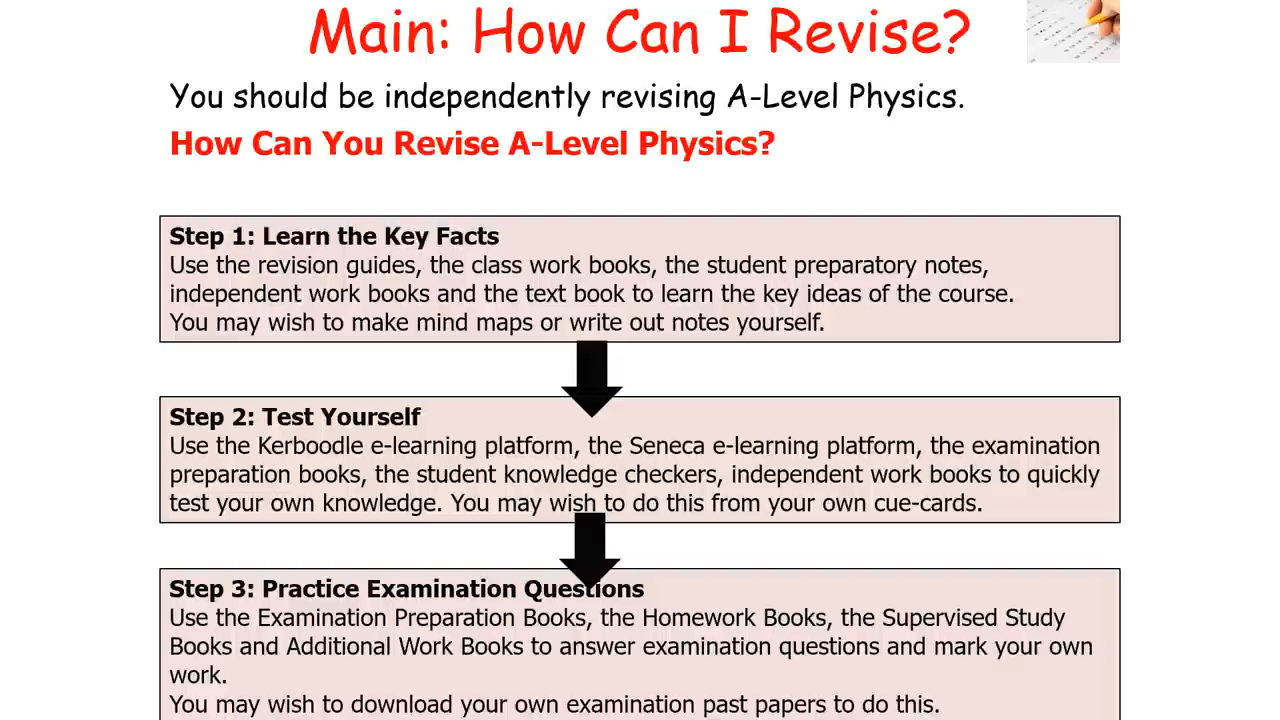 Main: How Can I Revise?
You should be independently revising A-Level Physics.
How Can You Revise A-Level Physics?
Step 1: Learn the Key Facts
Use the revision guides, the class work books, the student preparatory notes,
independent work books and the text book to learn the key ideas of the course.
You may wish to make mind maps or write out notes yourself.
Step 2: Test Yourself
Use the Kerboodle e-learning platform, the Seneca e-learning platform, the examination
preparation books, the student knowledge checkers, independent work books to quickly
test your own knowledge. You may wish to do this from your own cue-cards.
Step 3: Practice Examination Questions
Use the Examination Preparation Books, the Homework Books, the Supervised Study
Books and Additional Work Books to answer examination questions and mark your own
work.
You may wish to download your own examination past papers to do this.